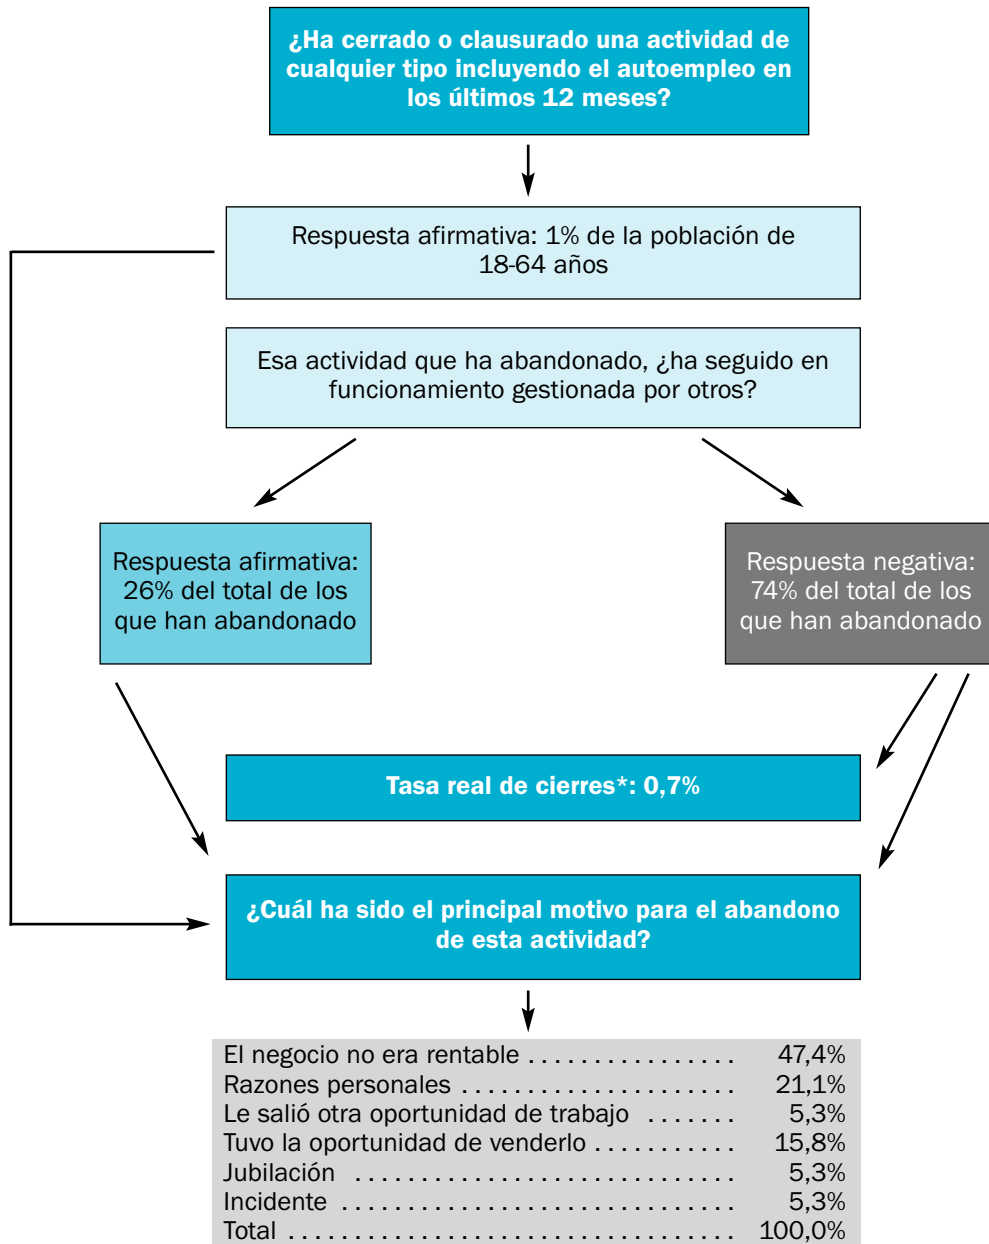 ¿Ha cerrado o clausurado una actividad de
cualquier tipo incluyendo el autoempleo en
los últimos 12 meses?
Respuesta afirmativa: 1% de la población de
18-64 años
Esa actividad que ha abandonado, ¿ha seguido en
funcionamiento gestionada por otros?
Respuesta afirmativa:
26% del total de los
que han abandonado
Respuesta negativa:
74% del total de los
que han abandonado
Tasa real de cierres*: 0,7%
¿Cuál ha sido el principal motivo para el abandono
de esta actividad?
El negocio no era rentable . . . . . . . . . . . . . . . . 47,4%
Razones personales . . . . . . . . . . . . . . . . . . . . . 21,1%
Le salió otra oportunidad de trabajo . . . . . . . 5,3%
Tuvo la oportunidad de venderlo . . . . . . . . . . . 15,8%
Jubilación . . . . . . . . . . . . . . . . . . . . . . . . . . . . . 5,3%
Incidente . . . . . . . . . . . . . . . . . . . . . . . . . . . . . . 5,3%
Total . . . . . . . . . . . . . . . . . . . . . . . . . . . . . . . . . . 100,0%